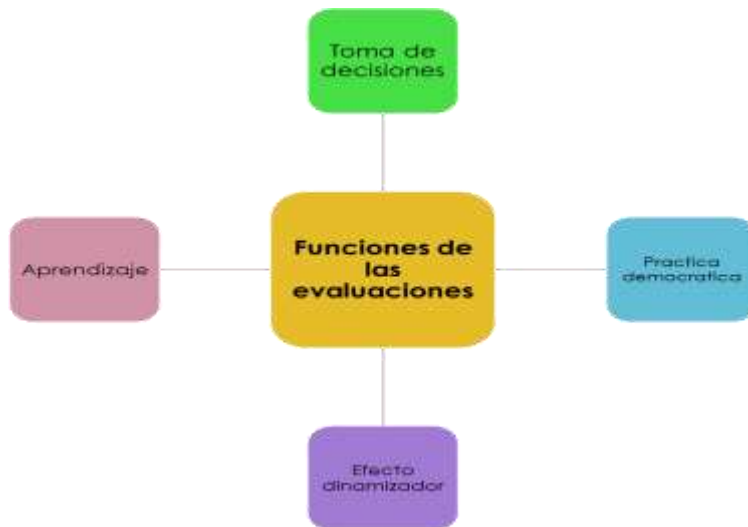 Toma de
decisiones
Aprendizaje
Funciones de
las
evaluaciones
Practica
democratica
Efecto
dinamizador